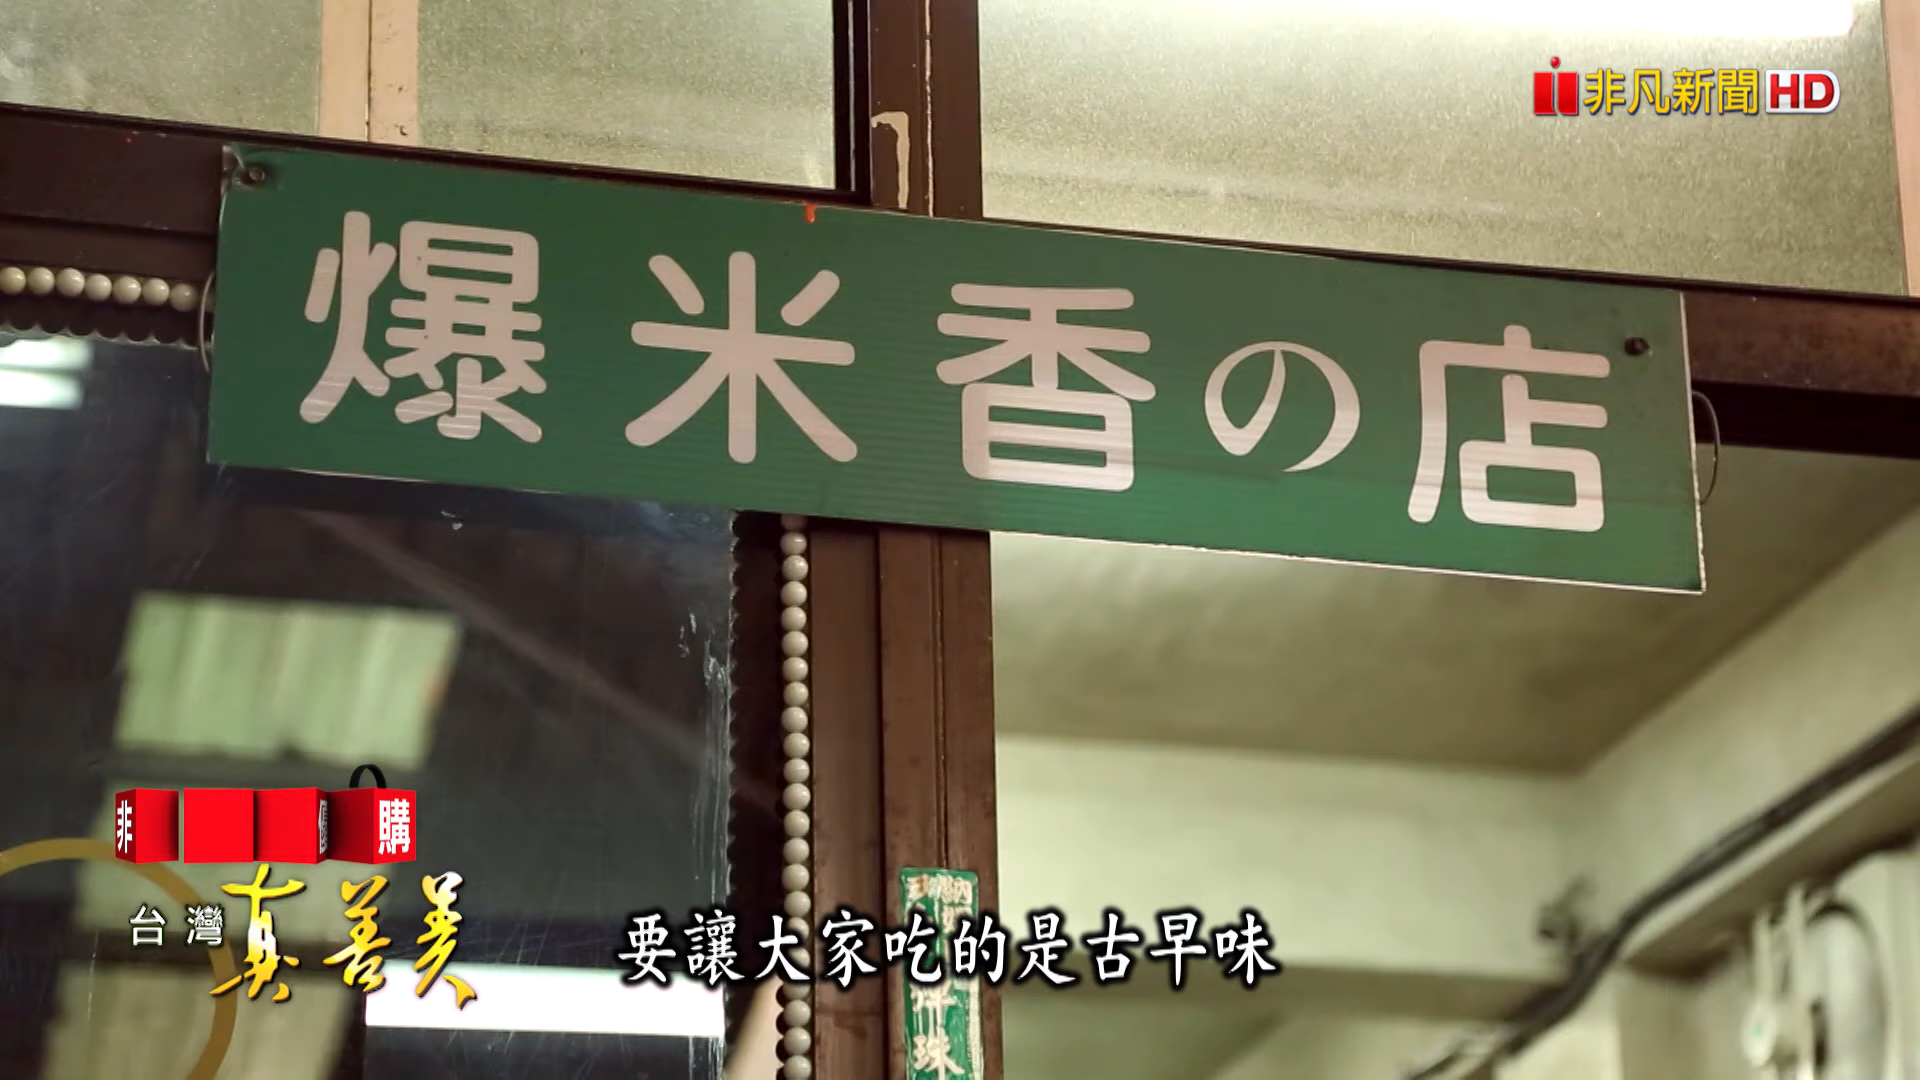 非凡新聞HD
爆米香の店
非 購
台灣真善美
要讓大家吃的是古早味
珠